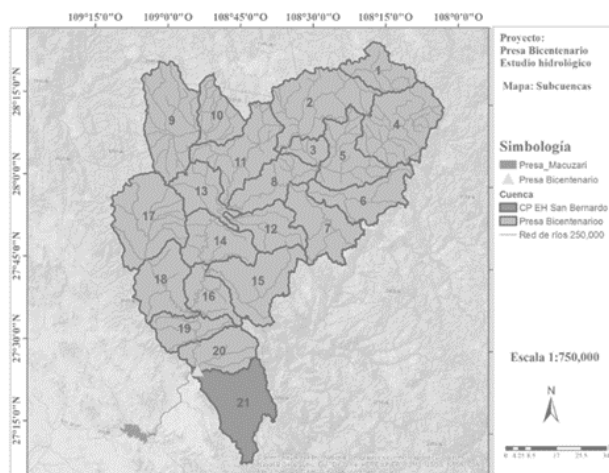 109°15'0"W 109°0'0"W 108°45'0"W 108°30'0"W 108°15'0"W 108°0'0"W
28°15'0"N
28°0'0"N
27°45'0"N
27°30'0"N
27°15'0"N
1
2
3
4
5
6
7
8
9
10
11
12
13
14
15
16
17
18
19
20
21
Proyecto:
Presa Bicentenario
Estudio hidrológico
Mapa: Subcuencas
Simbología
Presa_Macuzari
Presa Bicentenario
Cuenca
CP EH San Bernardo
Presa Bicentenarioo
Red de ríos 250,000
Escala 1:750,000
N